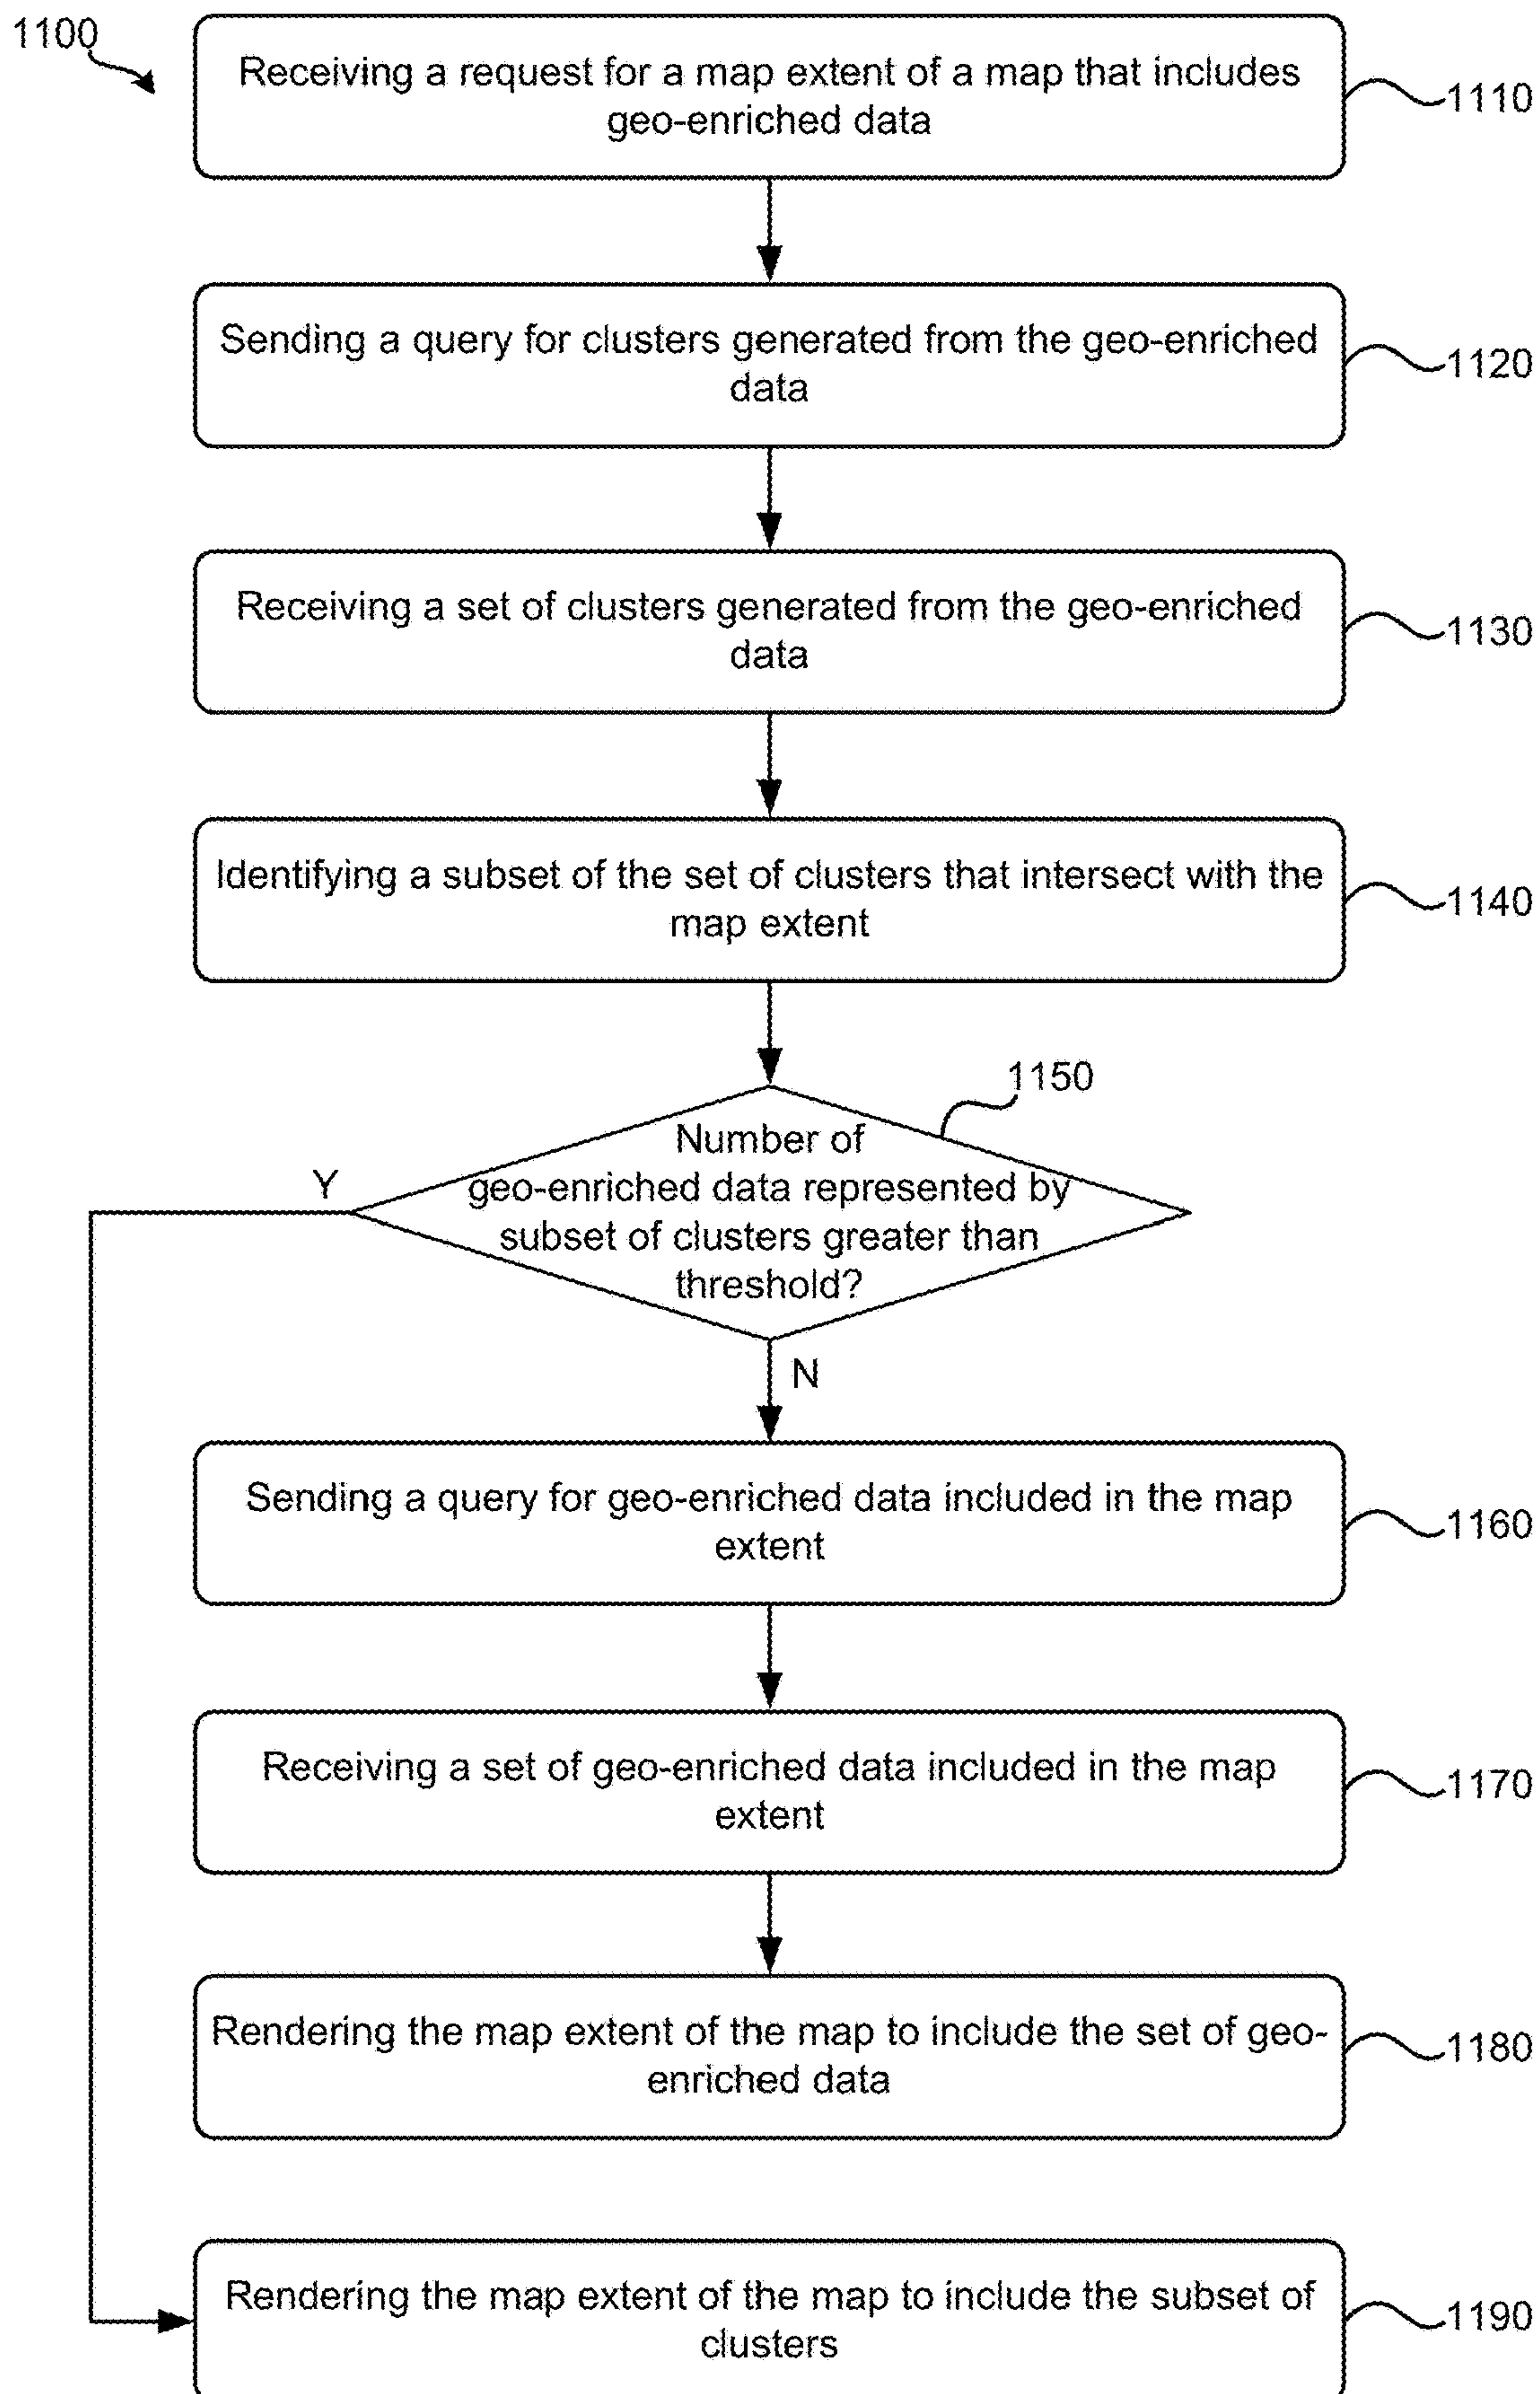 1100
Receiving a request for a map extent of a map that includes
geo-enriched data
1110
Sending a query for clusters generated from the geo-enriched
data
1120
Receiving a set of clusters generated from the geo-enriched
data
1130
Identifying a subset of the set of clusters that intersect with the
map extent
1140
1150
Number of
geo-enriched data represented by
subset of clusters greater than
threshold?
Y
N
Sending a query for geo-enriched data included in the map
extent
1160
Receiving a set of geo-enriched data included in the map
extent
1170
Rendering the map extent of the map to include the set of geo-
enriched data
1180
Rendering the map extent of the map to include the subset of
clusters
1190